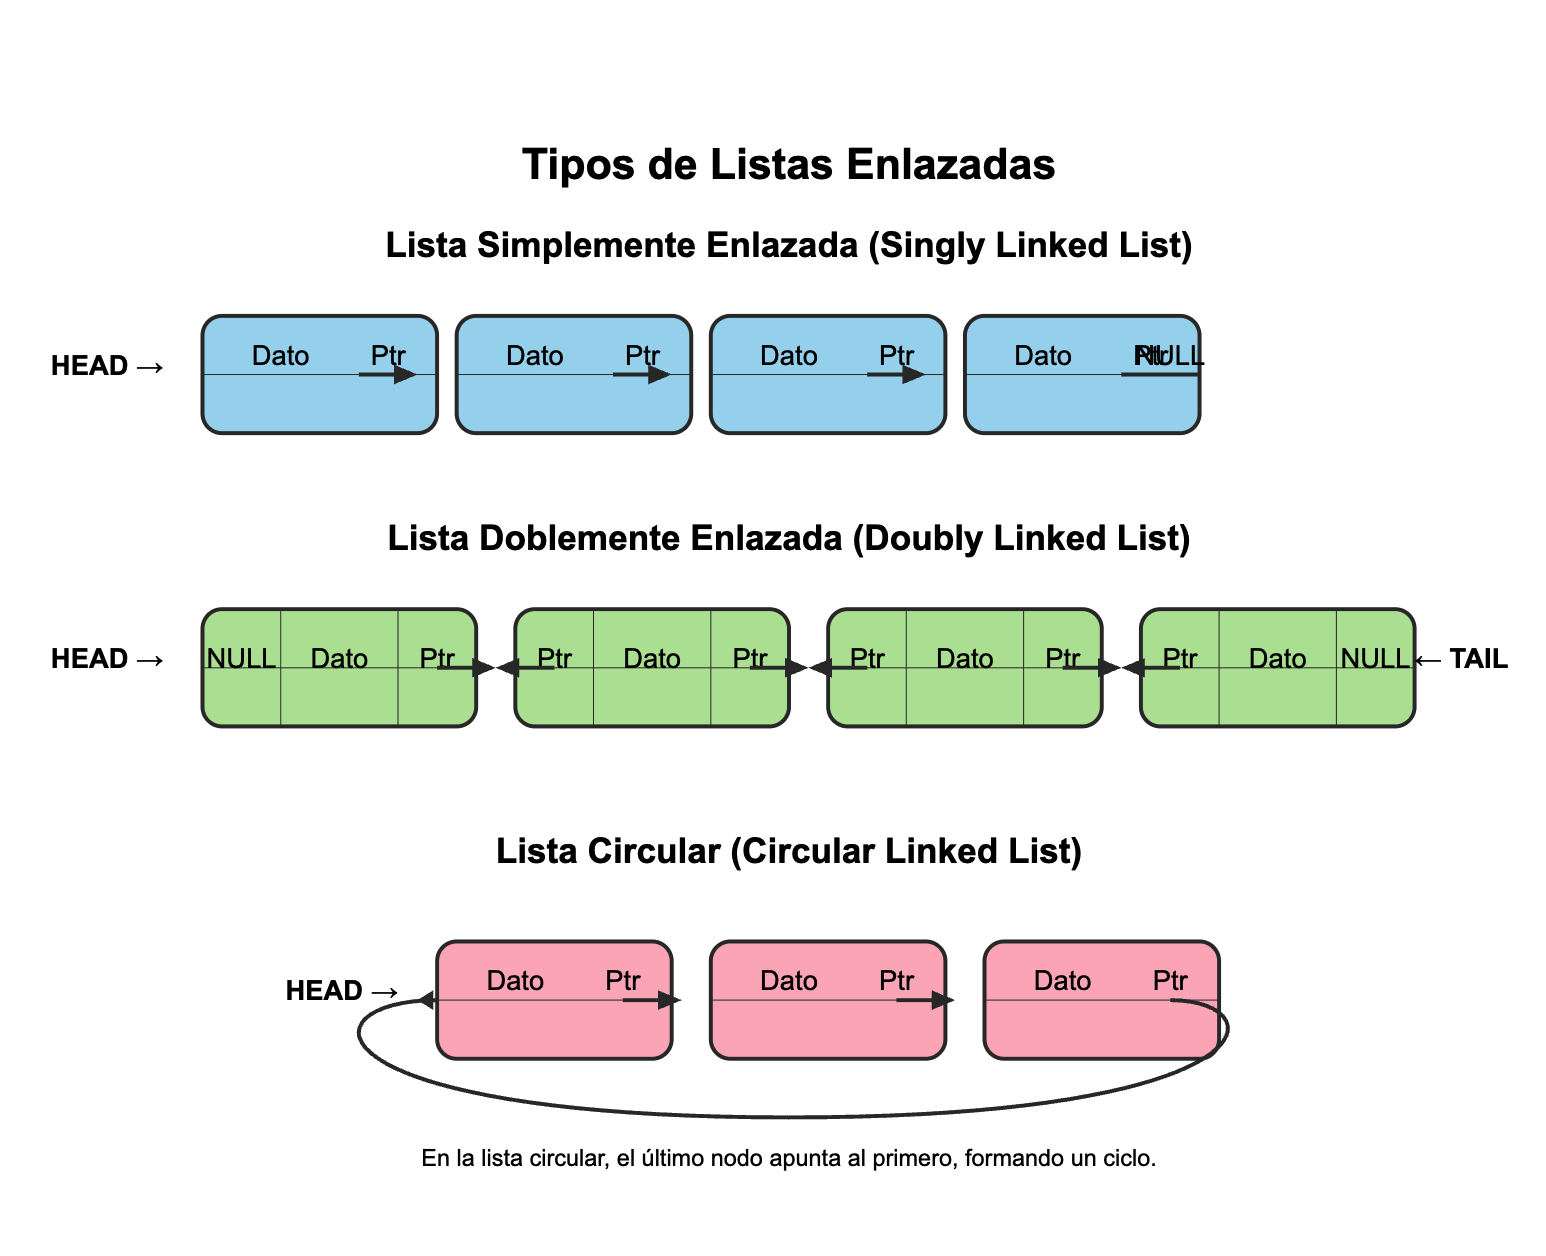 Tipos de Listas Enlazadas
Lista Simplemente Enlazada (Singly Linked List)
HEAD → Dato Ptr Dato Ptr Dato Ptr Dato Ptr NULL
Lista Doblemente Enlazada (Doubly Linked List)
HEAD → NULL Dato Ptr Ptr Dato Ptr Ptr Dato Ptr Ptr Dato NULL ← TAIL
Lista Circular (Circular Linked List)
HEAD → Dato Ptr Dato Ptr Dato Ptr
En la lista circular, el último nodo apunta al primero, formando un ciclo.